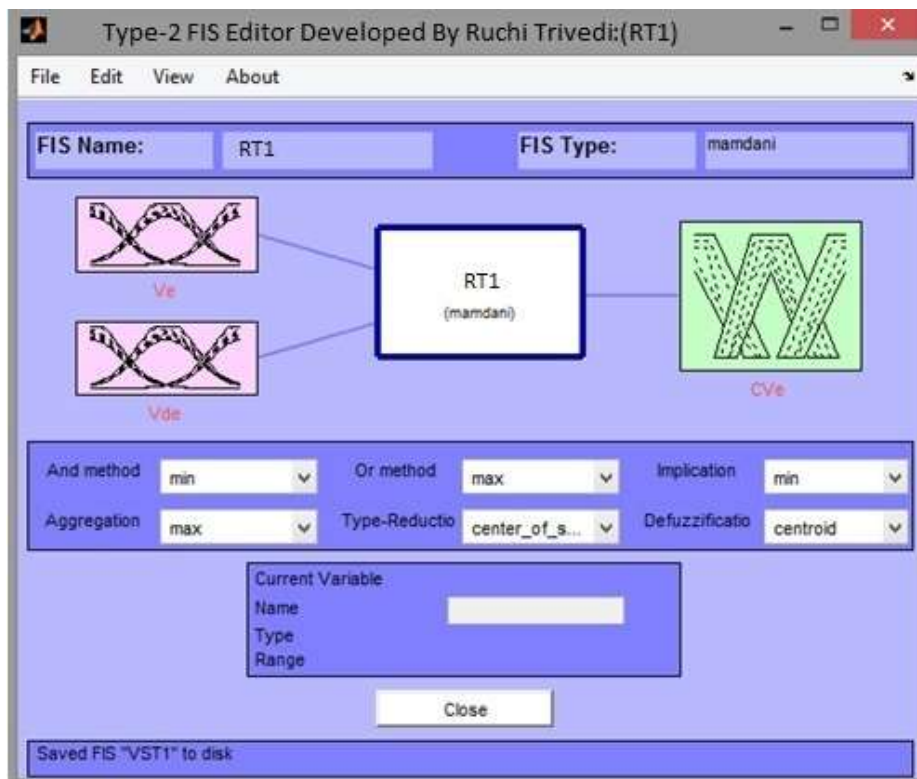 Type-2 FIS Editor Developed By Ruchi Trivedi:(RT1)
File Edit View About
FIS Name: RT1 FIS Type: mamdani
Ve
RT1
(mamdani)
Vde
CVe
And method min Or method max Implication min
Aggregation max Type-Reductio center_of_s... Defuzzificatio centroid
Current Variable
Name
Type
Range
Close
Saved FIS "VST1" to disk